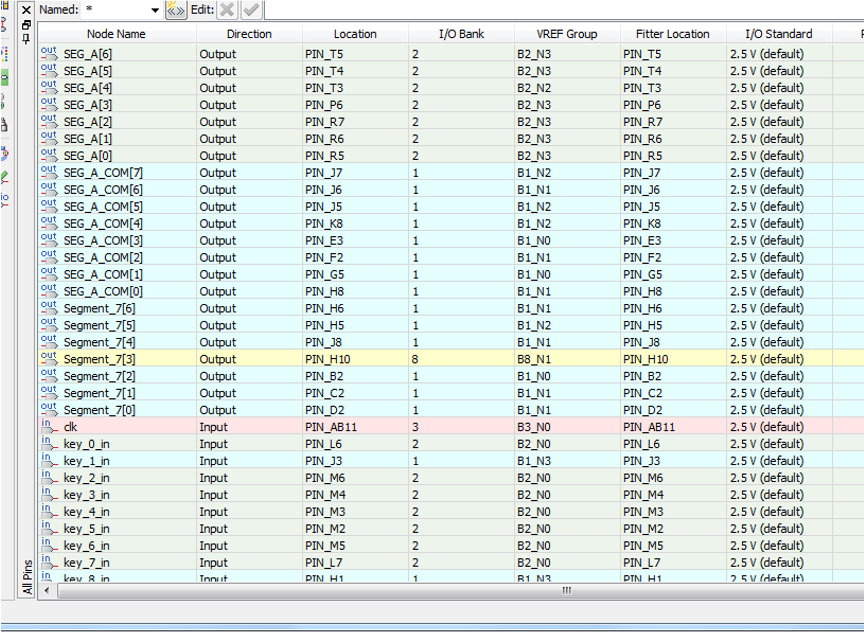 Named: * «» Edit:
Node Name Direction Location I/O Bank VREF Group Fitter Location I/O Standard
out SEG_A[6] Output PIN_T5 2 B2_N3 PIN_T5 2.5 V (default)
out SEG_A[5] Output PIN_T4 2 B2_N3 PIN_T4 2.5 V (default)
out SEG_A[4] Output PIN_T3 2 B2_N2 PIN_T3 2.5 V (default)
out SEG_A[3] Output PIN_P6 2 B2_N3 PIN_P6 2.5 V (default)
out SEG_A[2] Output PIN_R7 2 B2_N3 PIN_R7 2.5 V (default)
out SEG_A[1] Output PIN_R6 2 B2_N3 PIN_R6 2.5 V (default)
out SEG_A[0] Output PIN_R5 2 B2_N3 PIN_R5 2.5 V (default)
out SEG_A_COM[7] Output PIN_J7 1 B1_N2 PIN_J7 2.5 V (default)
out SEG_A_COM[6] Output PIN_J6 1 B1_N1 PIN_J6 2.5 V (default)
out SEG_A_COM[5] Output PIN_J5 1 B1_N2 PIN_J5 2.5 V (default)
out SEG_A_COM[4] Output PIN_K8 1 B1_N2 PIN_K8 2.5 V (default)
out SEG_A_COM[3] Output PIN_E3 1 B1_N0 PIN_E3 2.5 V (default)
out SEG_A_COM[2] Output PIN_F2 1 B1_N1 PIN_F2 2.5 V (default)
out SEG_A_COM[1] Output PIN_G5 1 B1_N0 PIN_G5 2.5 V (default)
out SEG_A_COM[0] Output PIN_H8 1 B1_N1 PIN_H8 2.5 V (default)
out Segment_7[6] Output PIN_H6 1 B1_N1 PIN_H6 2.5 V (default)
out Segment_7[5] Output PIN_H5 1 B1_N2 PIN_H5 2.5 V (default)
out Segment_7[4] Output PIN_J8 1 B1_N1 PIN_J8 2.5 V (default)
out Segment_7[3] Output PIN_H10 8 B8_N1 PIN_H10 2.5 V (default)
out Segment_7[2] Output PIN_B2 1 B1_N0 PIN_B2 2.5 V (default)
out Segment_7[1] Output PIN_C2 1 B1_N1 PIN_C2 2.5 V (default)
out Segment_7[0] Output PIN_D2 1 B1_N1 PIN_D2 2.5 V (default)
in clk Input PIN_AB11 3 B3_N0 PIN_AB11 2.5 V (default)
in key_0_in Input PIN_L6 2 B2_N0 PIN_L6 2.5 V (default)
in key_1_in Input PIN_J3 1 B1_N3 PIN_J3 2.5 V (default)
in key_2_in Input PIN_M6 2 B2_N0 PIN_M6 2.5 V (default)
in key_3_in Input PIN_M4 2 B2_N0 PIN_M4 2.5 V (default)
in key_4_in Input PIN_M3 2 B2_N0 PIN_M3 2.5 V (default)
in key_5_in Input PIN_M2 2 B2_N0 PIN_M2 2.5 V (default)
in key_6_in Input PIN_M5 2 B2_N0 PIN_M5 2.5 V (default)
in key_7_in Input PIN_L7 2 B2_N0 PIN_L7 2.5 V (default)
in key_8_in Input PIN_H1 1 B1_N3 PIN_H1 2.5 V (default)
All Pins